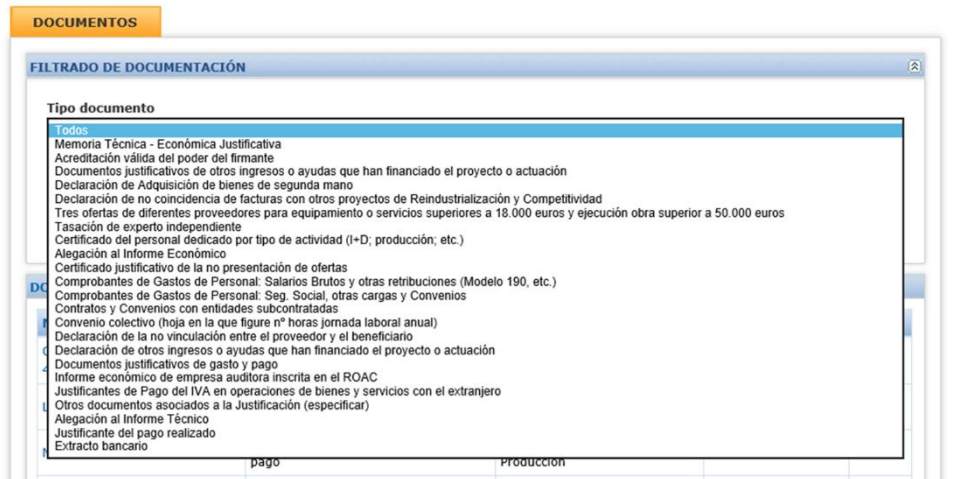 DOCUMENTOS
FILTRADO DE DOCUMENTACIÓN
Tipo documento
Todos
Memoria Técnica - Económica Justificativa
Acreditación válida del poder del firmante
Documentos justificativos de otros ingresos o ayudas que han financiado el proyecto o actuación
Declaración de Adquisición de bienes de segunda mano
Declaración de no coincidencia de facturas con otros proyectos de Reindustrialización y Competitividad
Tres ofertas de diferentes proveedores para equipamiento o servicios superiores a 18.000 euros y ejecución obra superior a 50.000 euros
Tasación de experto independiente
Certificado del personal dedicado por tipo de actividad (I+D; producción; etc.)
Alegación al Informe Económico
Certificado justificativo de la no presentación de ofertas
Comprobantes de Gastos de Personal: Salarios Brutos y otras retribuciones (Modelo 190, etc.)
Comprobantes de Gastos de Personal: Seg. Social, otras cargas y Convenios
Contratos y Convenios con entidades subcontratadas
Convenio colectivo (hoja en la que figure nº horas jornada laboral anual)
Declaración de la no vinculación entre el proveedor y el beneficiario
Declaración de otros ingresos o ayudas que han financiado el proyecto o actuación
Documentos justificativos de gasto y pago
Informe económico de empresa auditora inscrita en el ROAC
Justificantes de Pago del IVA en operaciones de bienes y servicios con el extranjero
Otros documentos asociados a la Justificación (especificar)
Alegación al Informe Técnico
Justificante del pago realizado
Extracto bancario
pago Producción